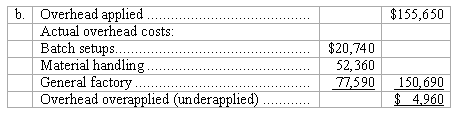 b. Overhead applied ........................................ $155,650
Actual overhead costs:
Batch setups................................................ $20,740
Material handling ........................................ 52,360
General factory ........................................... 77,590 150,690
Overhead overapplied (underapplied) ............ $ 4,960